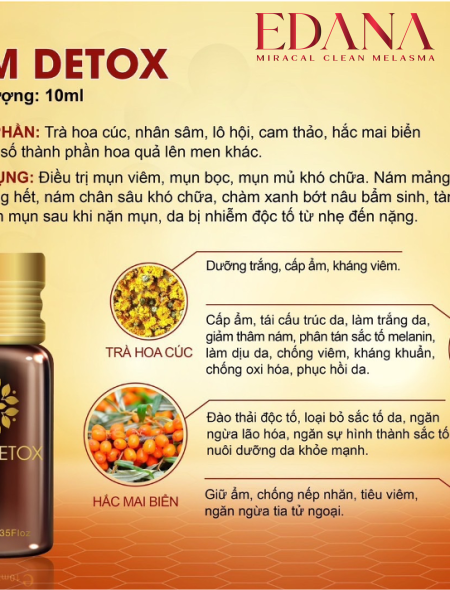 EDANA
MIRACAL CLEAN MELASMA
M DETOX
ượng: 10ml
PHẦN: Trà hoa cúc, nhân sâm, lô hội, cam thảo, hắc mai biển
số thành phần hoa quả lên men khác.
ỤNG: Điều trị mụn viêm, mụn bọc, mụn mủ khó chữa. Nám mảng
g hết, nám chân sâu khó chữa, chàm xanh bớt nâu bẩm sinh, tàn
n mụn sau khi nặn mụn, da bị nhiễm độc tố từ nhẹ đến nặng.
Dưỡng trắng, cấp ẩm, kháng viêm.
TRÀ HOA CÚC
Cấp ẩm, tái cấu trúc da, làm trắng da,
giảm thâm nám, phân tán sắc tố melanin,
làm dịu da, chống viêm, kháng khuẩn,
chống oxi hóa, phục hồi da.
Đào thải độc tố, loại bỏ sắc tố da, ngăn
ngừa lão hóa, ngăn sự hình thành sắc tố
nuôi dưỡng da khỏe mạnh.
HẮC MAI BIỂN
Giữ ẩm, chống nếp nhăn, tiêu viêm,
ngăn ngừa tia tử ngoại.
ETOX
35Floz